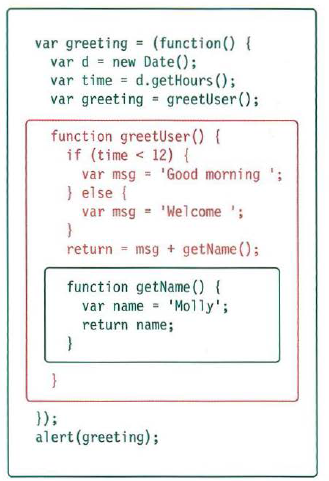 var greeting = (function() {
var d = new Date();
var time = d.getHours();
var greeting = greetUser();
function greetUser() {
if (time < 12) {
var msg = 'Good morning ';
} else {
var msg = 'Welcome ';
}
return = msg + getName();
function getName() {
var name = 'Molly';
return name;
}
}
});
alert(greeting);